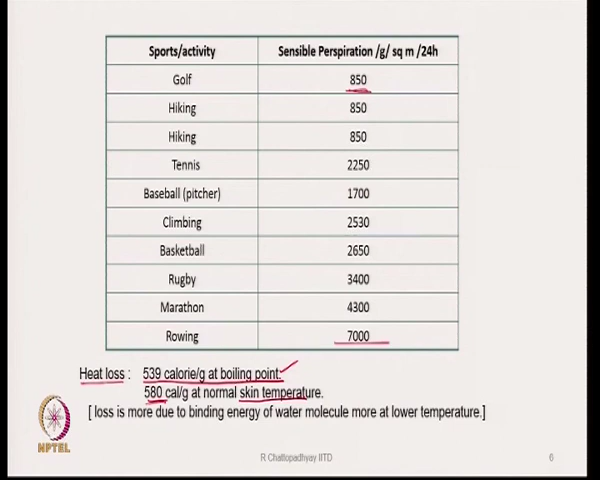 Sports/activity Sensible Perspiration /g/ sq m /24h
Golf 850
Hiking 850
Hiking 850
Tennis 2250
Baseball (pitcher) 1700
Climbing 2530
Basketball 2650
Rugby 3400
Marathon 4300
Rowing 7000
Heat loss : 539 calorie/g at boiling point.
580 cal/g at normal skin temperature.
[ loss is more due to binding energy of water molecule more at lower temperature.]
NPTEL
R Chattopadhyay IITD 6